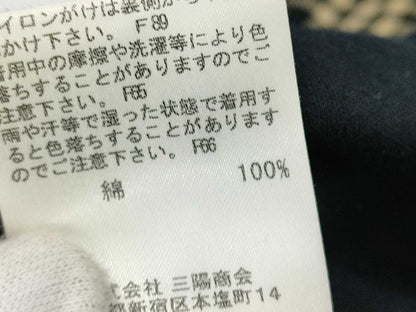 イロンがけは裏側から
かけ下さい。 F89
着用中の摩擦や洗濯等により色
落ちすることがありますのでご
注意下さい。 F65
雨や汗等で湿った状態で着用す
ると色落ちすることがあります
のでご注意下さい。 F66
綿 100%
式会社 三陽商会
都新宿区本塩町14